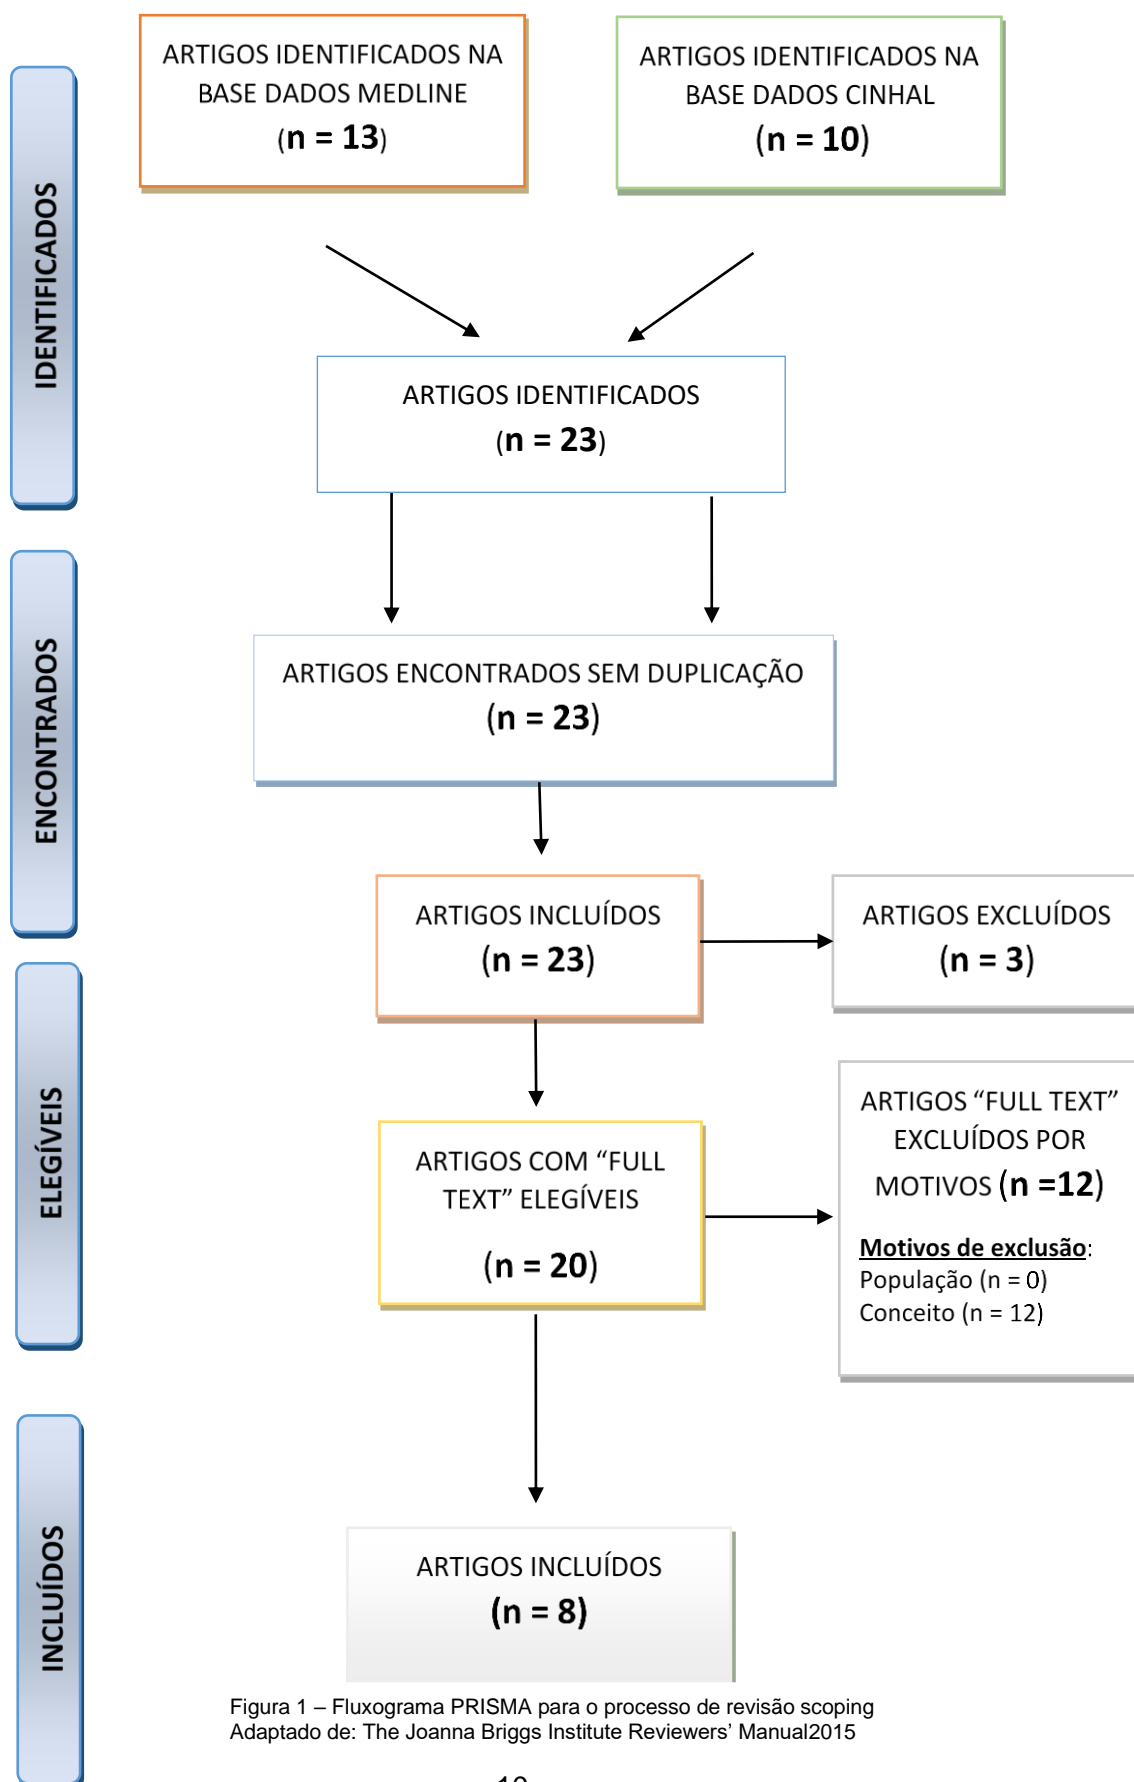 ARTIGOS IDENTIFICADOS NA
BASE DADOS MEDLINE
(n = 13)
ARTIGOS IDENTIFICADOS NA
BASE DADOS CINHAL
(n = 10)
IDENTIFICADOS
ARTIGOS IDENTIFICADOS
(n = 23)
ENCONTRADOS
ARTIGOS ENCONTRADOS SEM DUPLICAÇÃO
(n = 23)
ARTIGOS INCLUÍDOS
(n = 23)
ARTIGOS EXCLUÍDOS
(n = 3)
ELEGÍVEIS
ARTIGOS COM “FULL
TEXT” ELEGÍVEIS
(n = 20)
ARTIGOS “FULL TEXT”
EXCLUÍDOS POR
MOTIVOS (n =12)
Motivos de exclusão:
População (n = 0)
Conceito (n = 12)
INCLUÍDOS
ARTIGOS INCLUÍDOS
(n = 8)
Figura 1 – Fluxograma PRISMA para o processo de revisão scoping
Adaptado de: The Joanna Briggs Institute Reviewers’ Manual2015